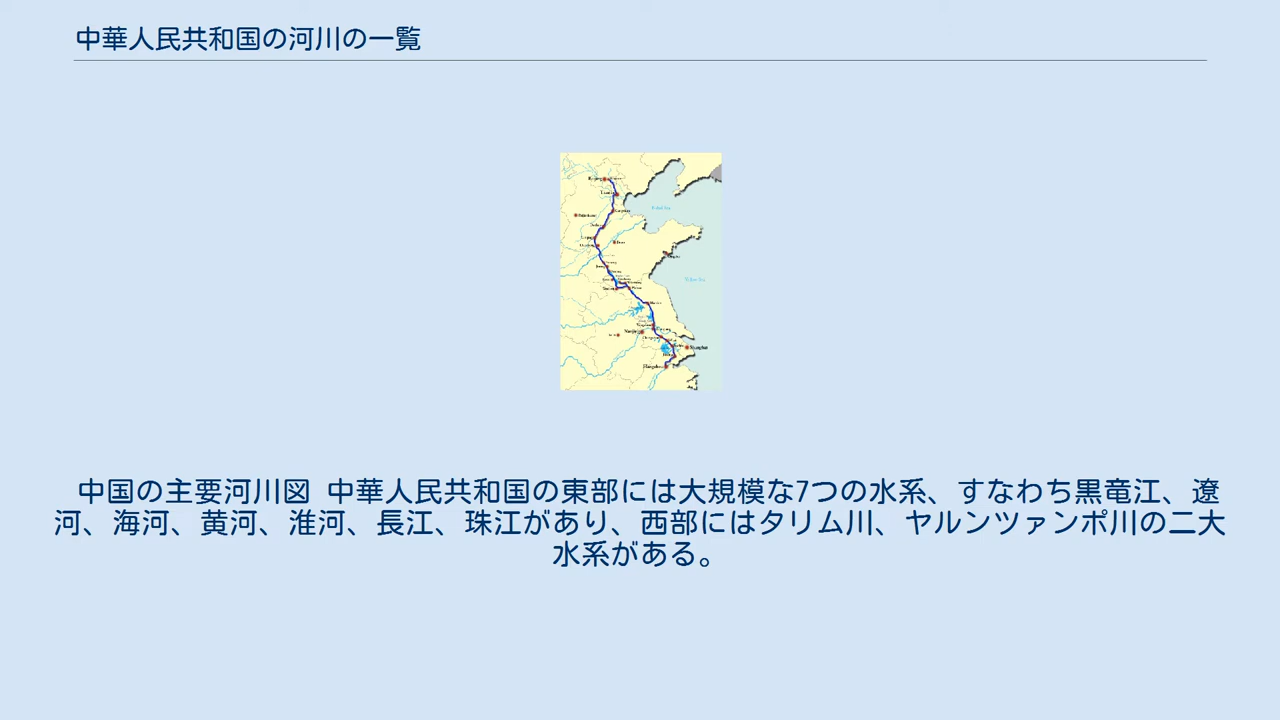 中華人民共和国の河川の一覧
Shanghai
中国の主要河川図 中華人民共和国の東部には大規模な7つの水系、すなわち黒竜江、遼
河、海河、黄河、淮河、長江、珠江があり、西部にはタリム川、ヤルンツァンポ川の二大
水系がある。